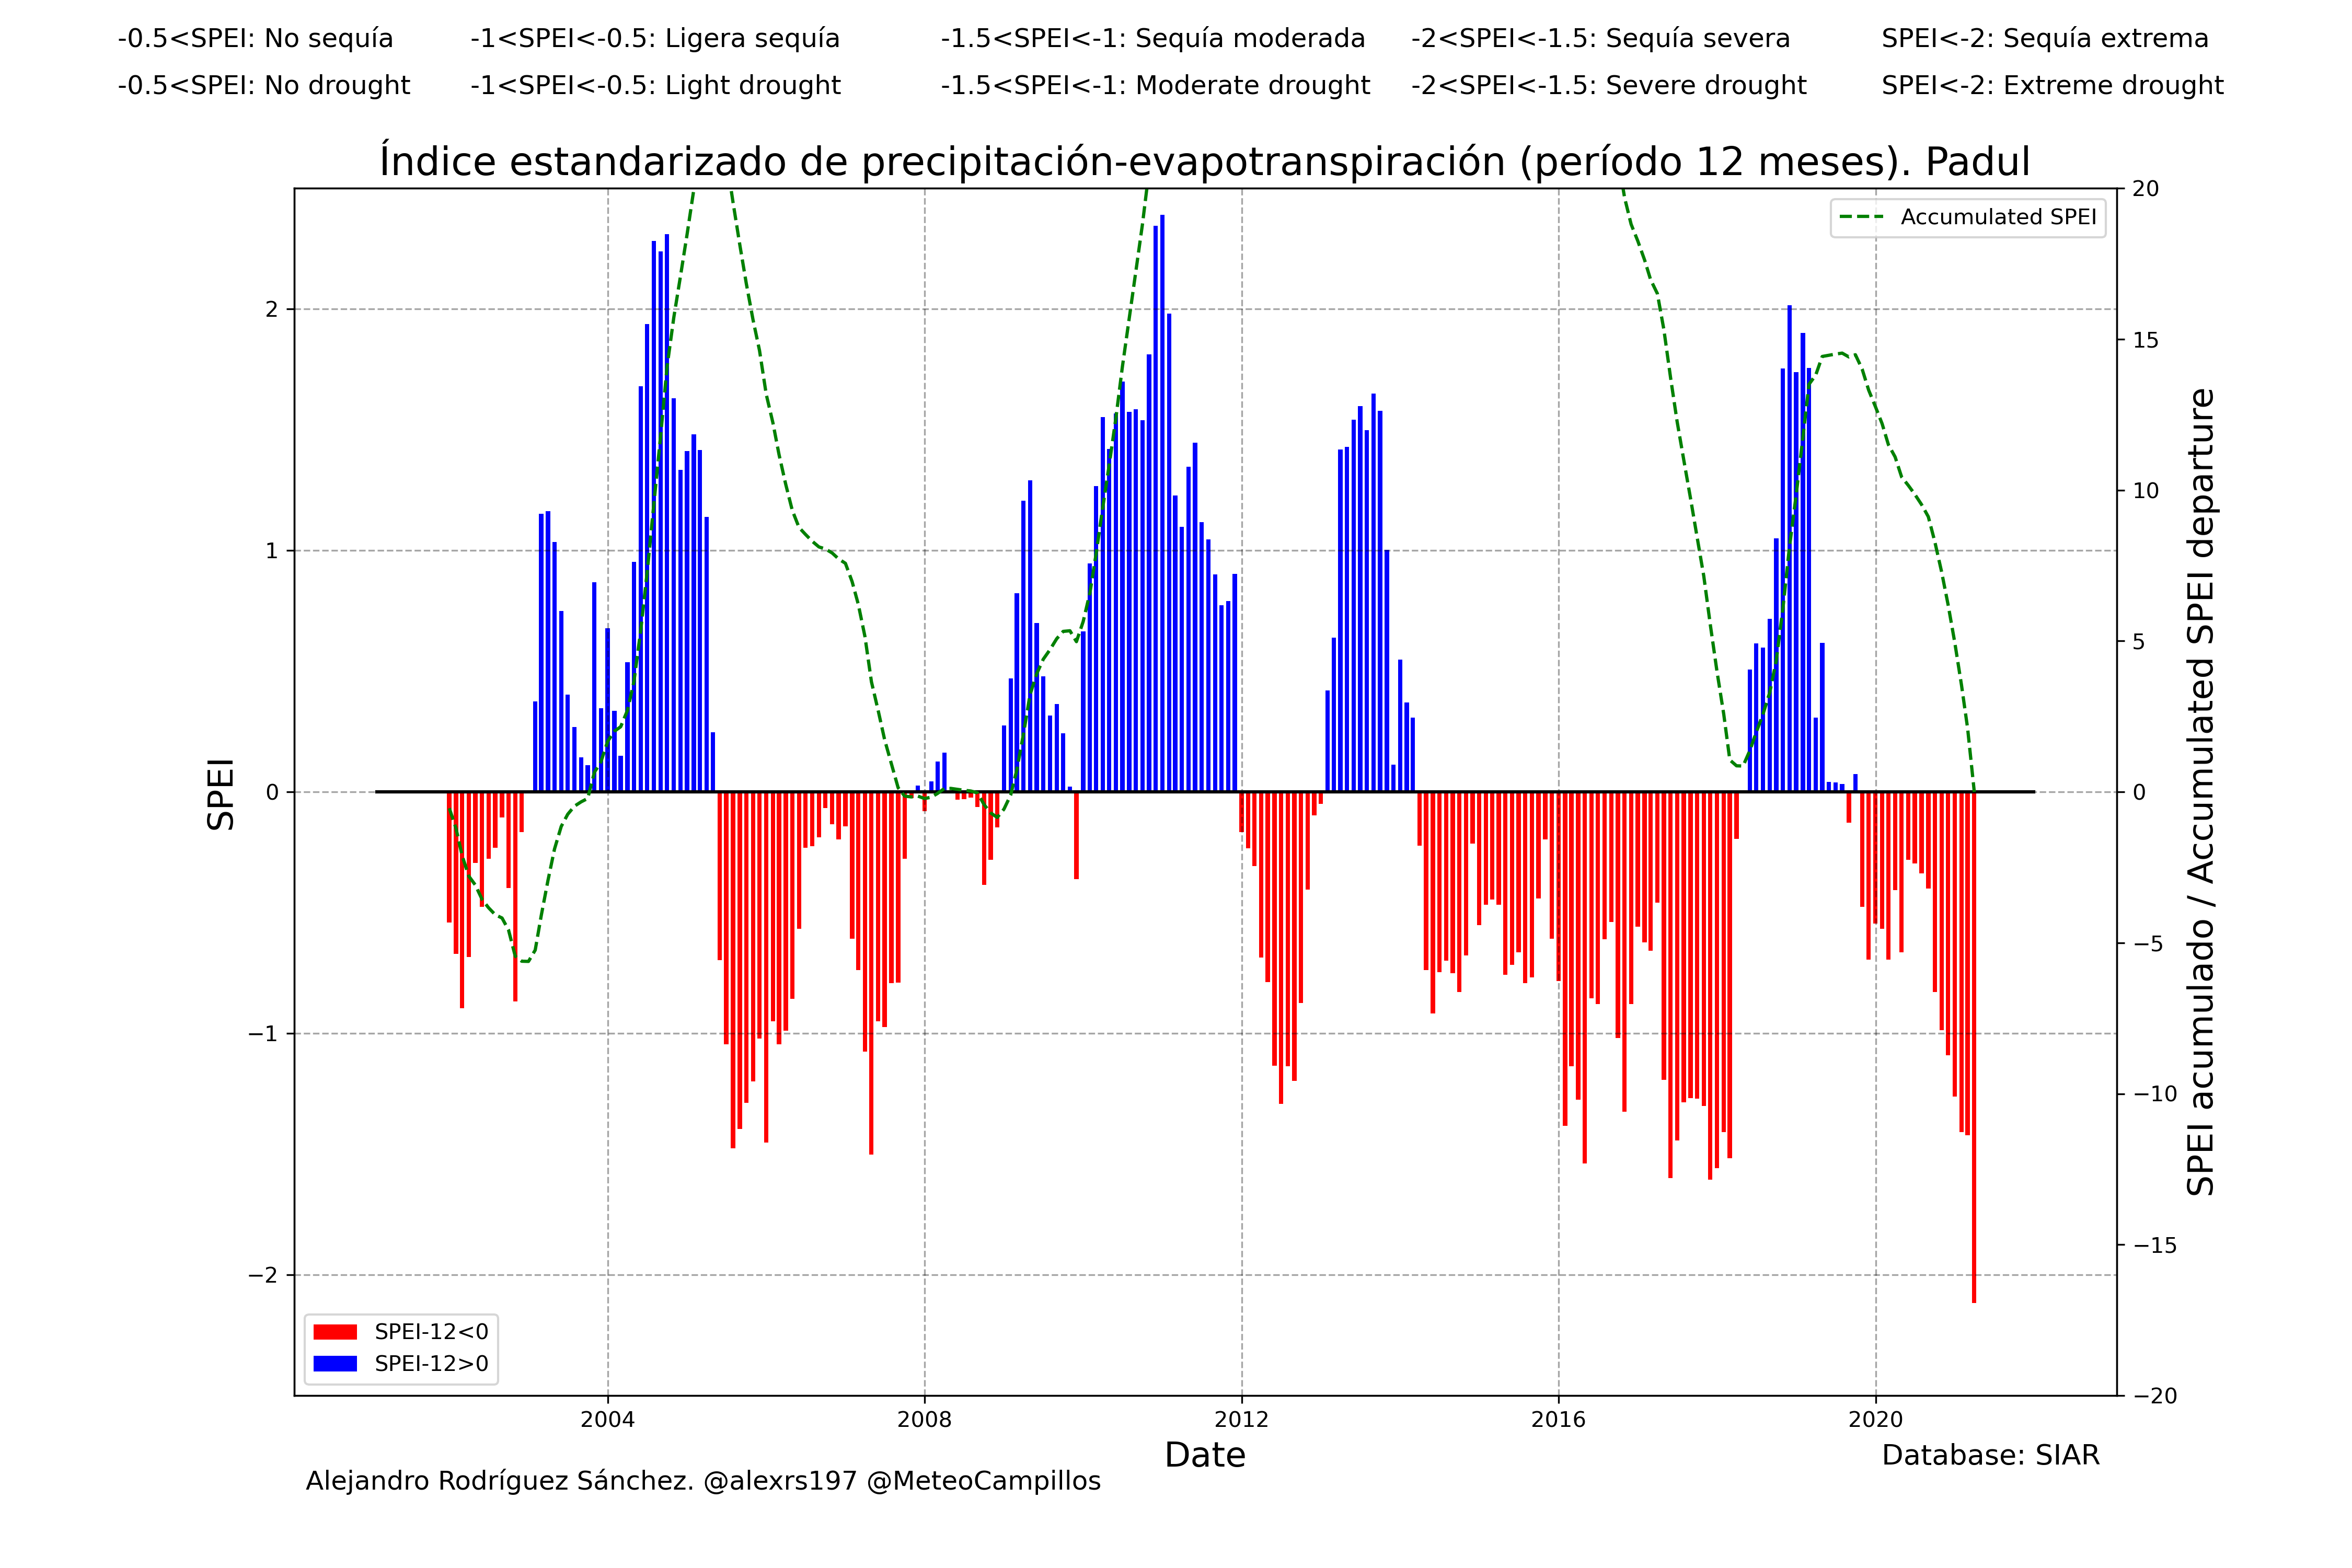 -0.5<SPEI: No sequía -1<SPEI<-0.5: Ligera sequía -1.5<SPEI<-1: Sequía moderada -2<SPEI<-1.5: Sequía severa SPEI<-2: Sequía extrema
-0.5<SPEI: No drought -1<SPEI<-0.5: Light drought -1.5<SPEI<-1: Moderate drought -2<SPEI<-1.5: Severe drought SPEI<-2: Extreme drought
Índice estandarizado de precipitación-evapotranspiración (período 12 meses). Padul
Accumulated SPEI
SPEI
2
1
0
−1
−2
20
15
10
5
0
−5
−10
−15
−20
SPEI acumulado / Accumulated SPEI departure
SPEI-12<0
SPEI-12>0
2004 2008 2012 2016 2020
Date
Database: SIAR
Alejandro Rodríguez Sánchez. @alexrs197 @MeteoCampillos